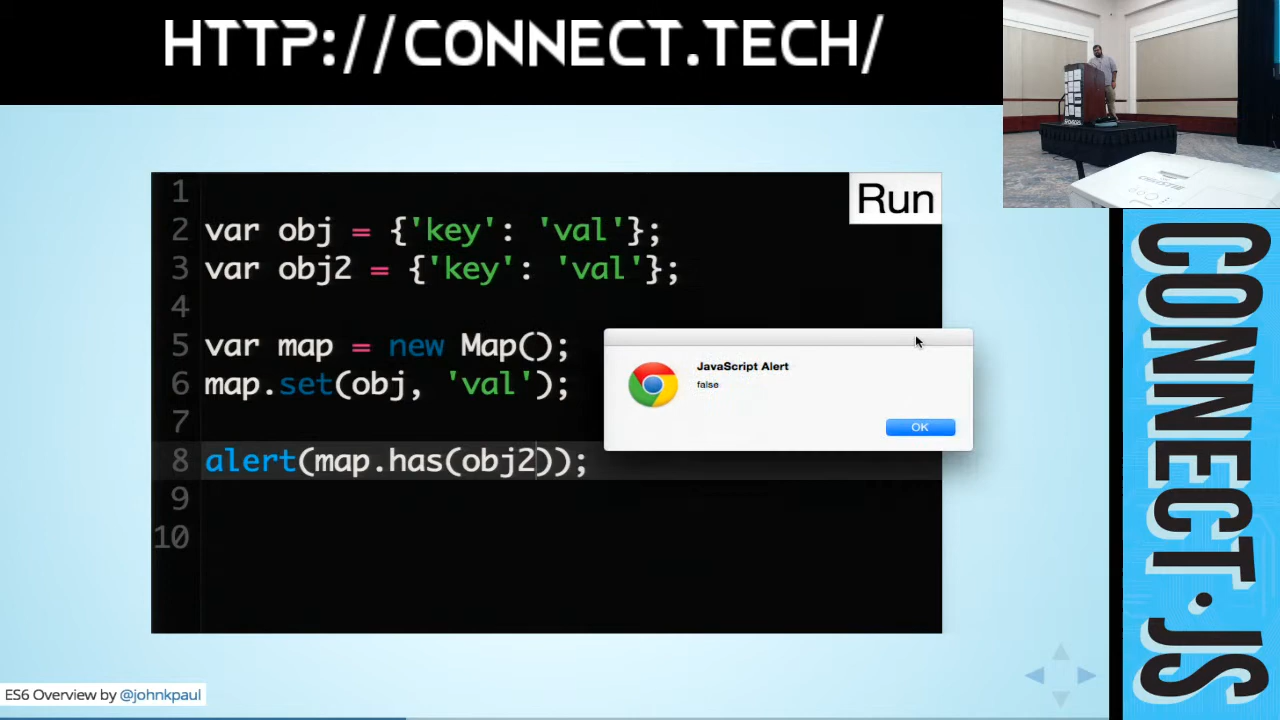 HTTP://CONNECT.TECH/
Run
1
2 var obj = {'key': 'val'};
3 var obj2 = {'key': 'val'};
4
5 var map = new Map();
6 map.set(obj, 'val');
7
8 alert(map.has(obj2));
9
10
JavaScript Alert
false
OK
CHRISTIE
CONNECT.JS
ES6 Overview by @johnkpaul